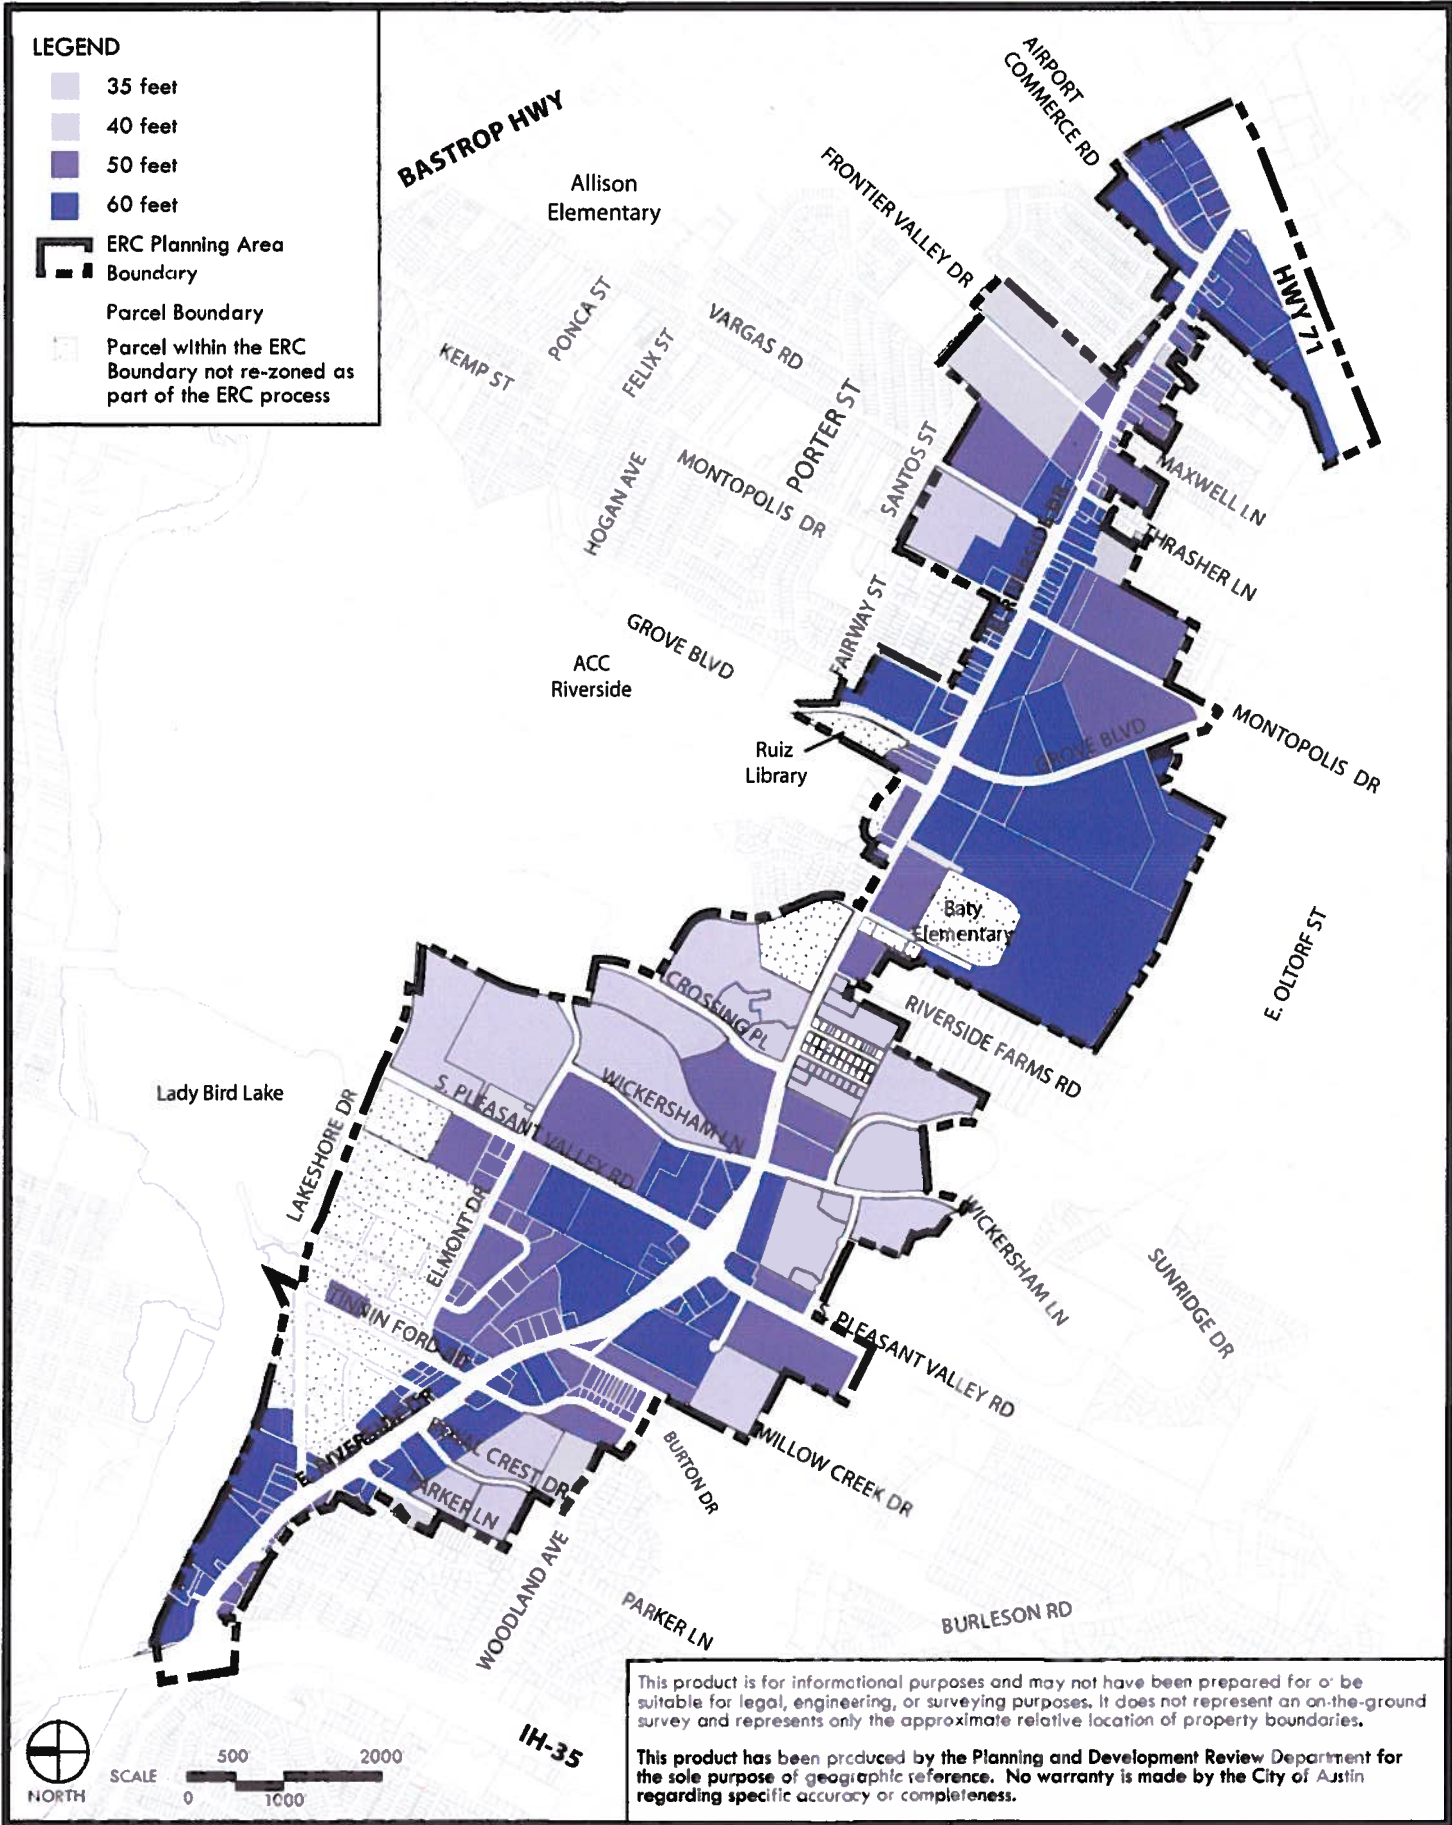 LEGEND
35 feet
40 feet
50 feet
60 feet
ERC Planning Area
Boundary
Parcel Boundary
Parcel within the ERC
Boundary not re-zoned as
part of the ERC process
BASTROP HWY
Allison
Elementary
AIRPORT
COMMERCE RD
FRONTIER VALLEY DR
HWY 71
PONCA ST
VARGAS RD
KEMP ST
FELIX ST
PORTER ST
SANTOS ST
MONTOPOLIS DR
HOGAN AVE
MAXWELL LN
THRASHER LN
FAIRWAY ST
GROVE BLVD
ACC
Riverside
Ruiz
Library
GROVE BLVD
MONTOPOLIS DR
Baty
Elementary
E. OLTORF ST
CROSSING PL
RIVERSIDE FARMS RD
Lady Bird Lake
LAKESHORE DR
S. PLEASANT VALLEY RD
WICKERSHAM LN
ELMONT DR
WICKERSHAM LN
SUNRIDGE DR
TINNIN FORD RD
S. PLEASANT VALLEY RD
E. RIVERSIDE DR
ROYAL CREST DR
PARKER LN
BURTON DR
WILLOW CREEK DR
WOODLAND AVE
PARKER LN
BURLESON RD
IH-35
NORTH
SCALE
500
2000
0
1000
This product is for informational purposes and may not have been prepared for or be
suitable for legal, engineering, or surveying purposes. It does not represent an on-the-ground
survey and represents only the approximate relative location of property boundaries.
This product has been produced by the Planning and Development Review Department for
the sole purpose of geographic reference. No warranty is made by the City of Austin
regarding specific accuracy or completeness.